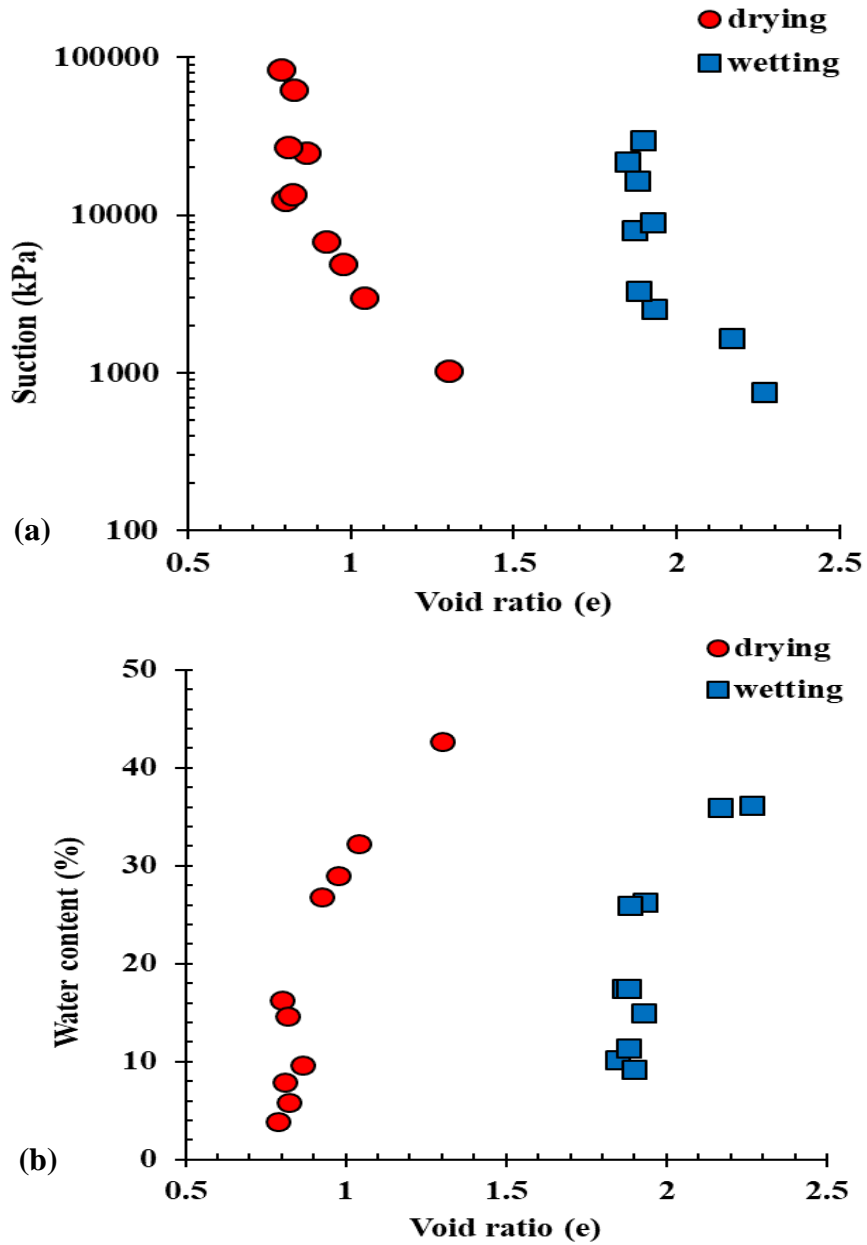 drying
wetting
100000
10000
1000
100
Suction (kPa)
(a)
0.5 1 1.5 2 2.5
Void ratio (e)
drying
wetting
50
40
30
20
10
0
Water content (%)
(b)
0.5 1 1.5 2 2.5
Void ratio (e)